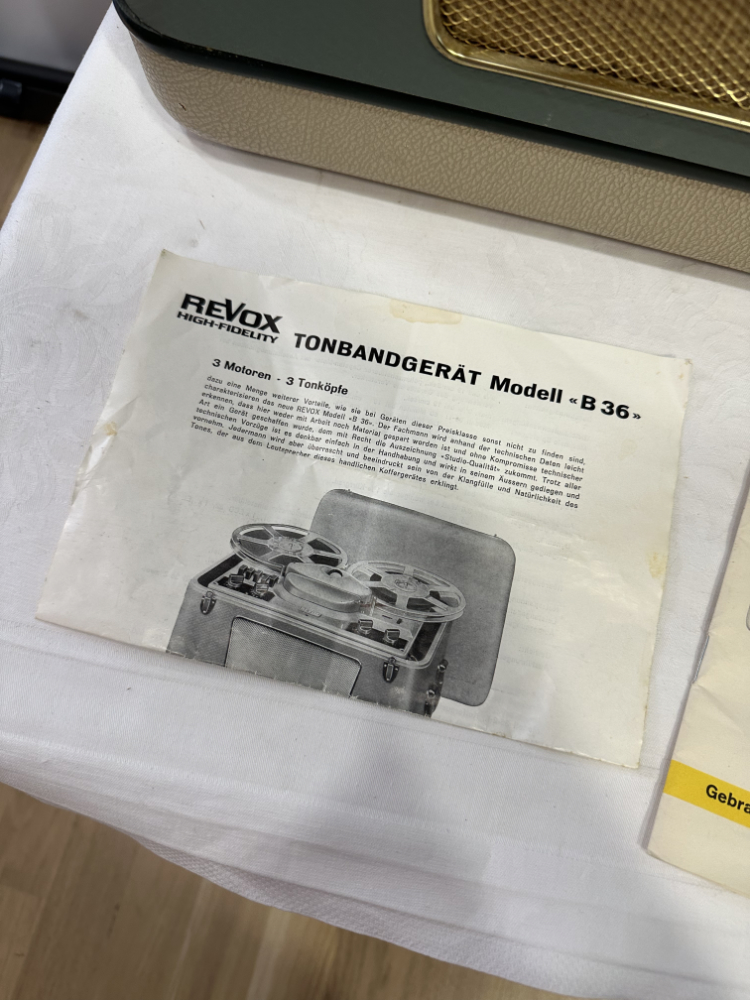 REVOX
HIGH-FIDELITY
TONBANDGERÄT Modell «B 36»
3 Motoren - 3 Tonköpfe
dazu eine Menge weiterer Vorteile, wie sie bei Geräten dieser Preisklasse sonst nicht zu finden sind,
charakterisieren das neue REVOX Modell «B 36». Der Fachmann wird anhand der technischen Daten leicht
erkennen, dass hier weder mit Arbeit noch Material gespart worden ist und ohne Kompromisse technischer
Art ein Gerät geschaffen wurde, dem mit Recht die Auszeichnung «Studio-Qualität» zukommt. Trotz aller
technischen Vorzüge ist es denkbar einfach in der Handhabung und wirkt in seinem Äussern gediegen und
vornehm. Jedermann wird aber überrascht und beeindruckt sein von der Klangfülle und Natürlichkeit des
Tones, der aus dem Lautsprecher dieses handlichen Koffergerätes erklingt.
Gebra